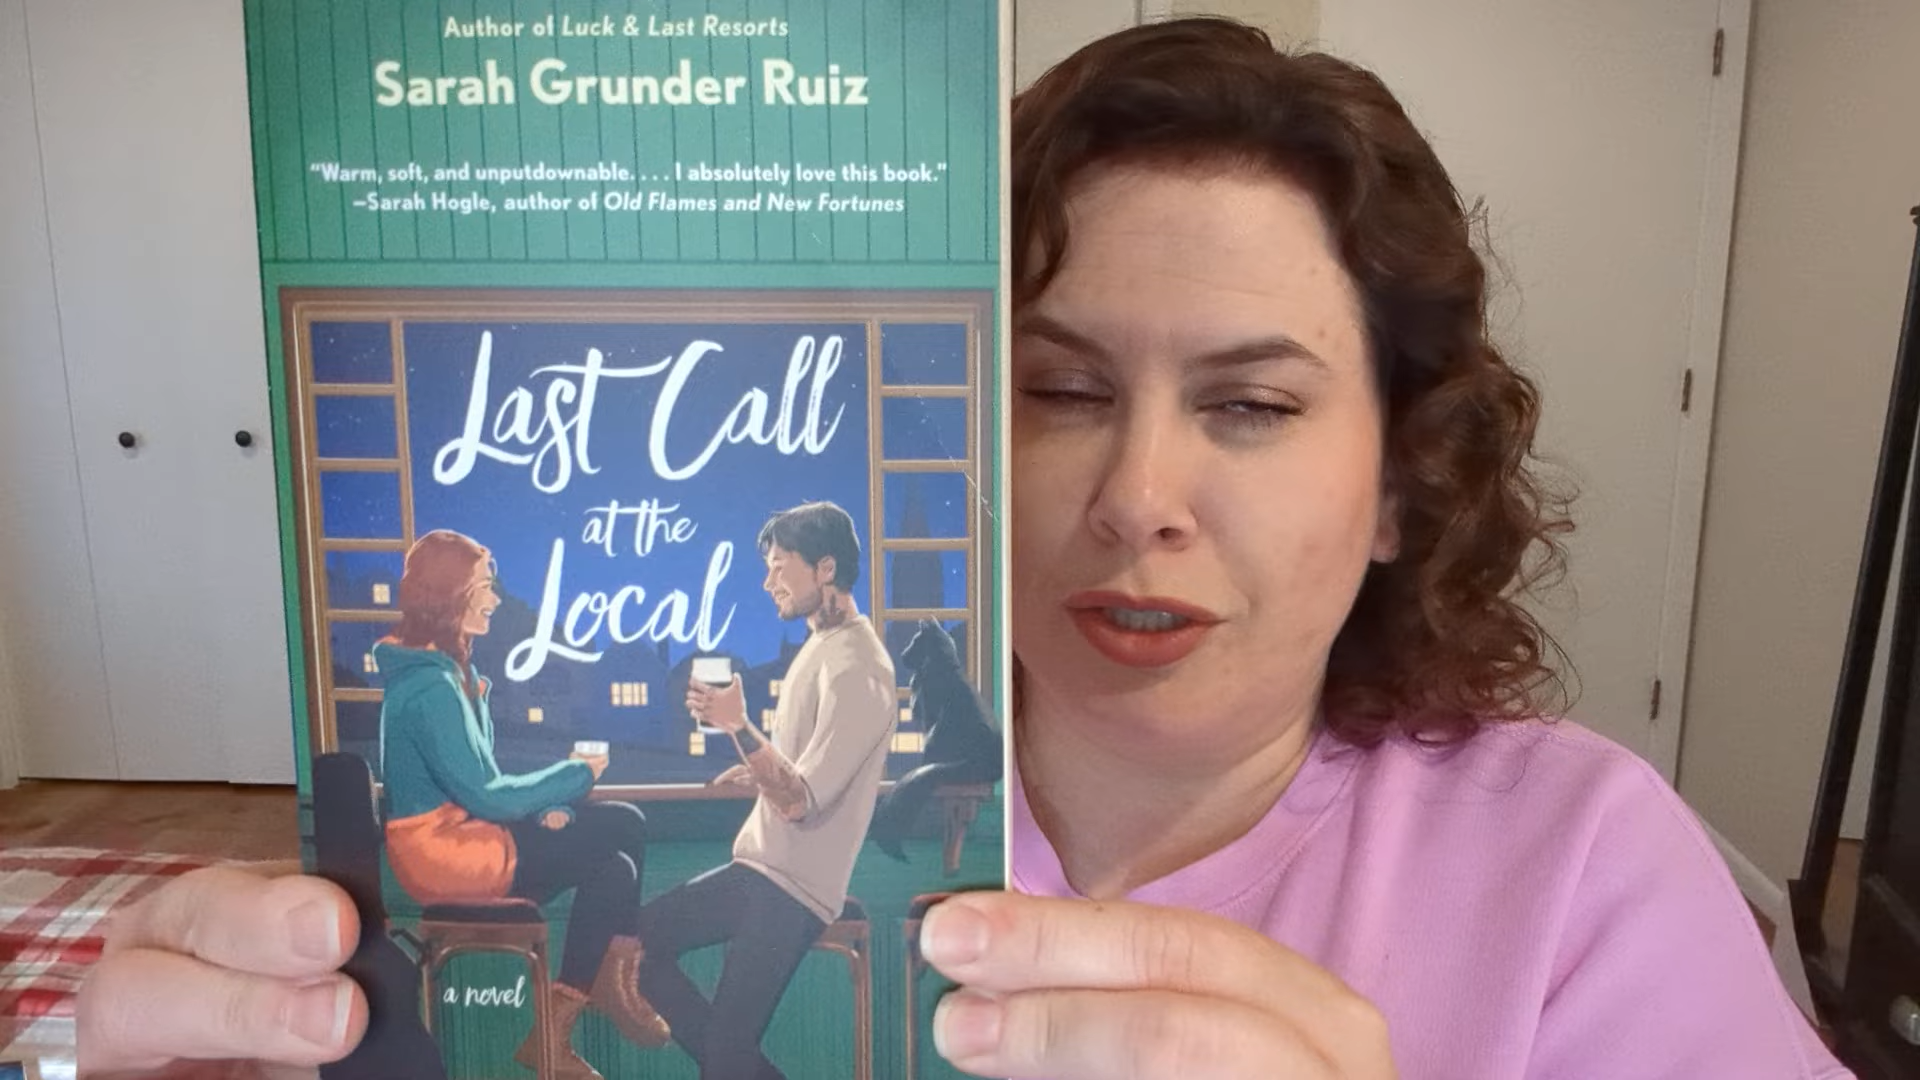 Author of Luck & Last Resorts
Sarah Grunder Ruiz
“Warm, soft, and unputdownable. . . . I absolutely love this book.”
—Sarah Hogle, author of Old Flames and New Fortunes
Last Call
at the
Local
a novel